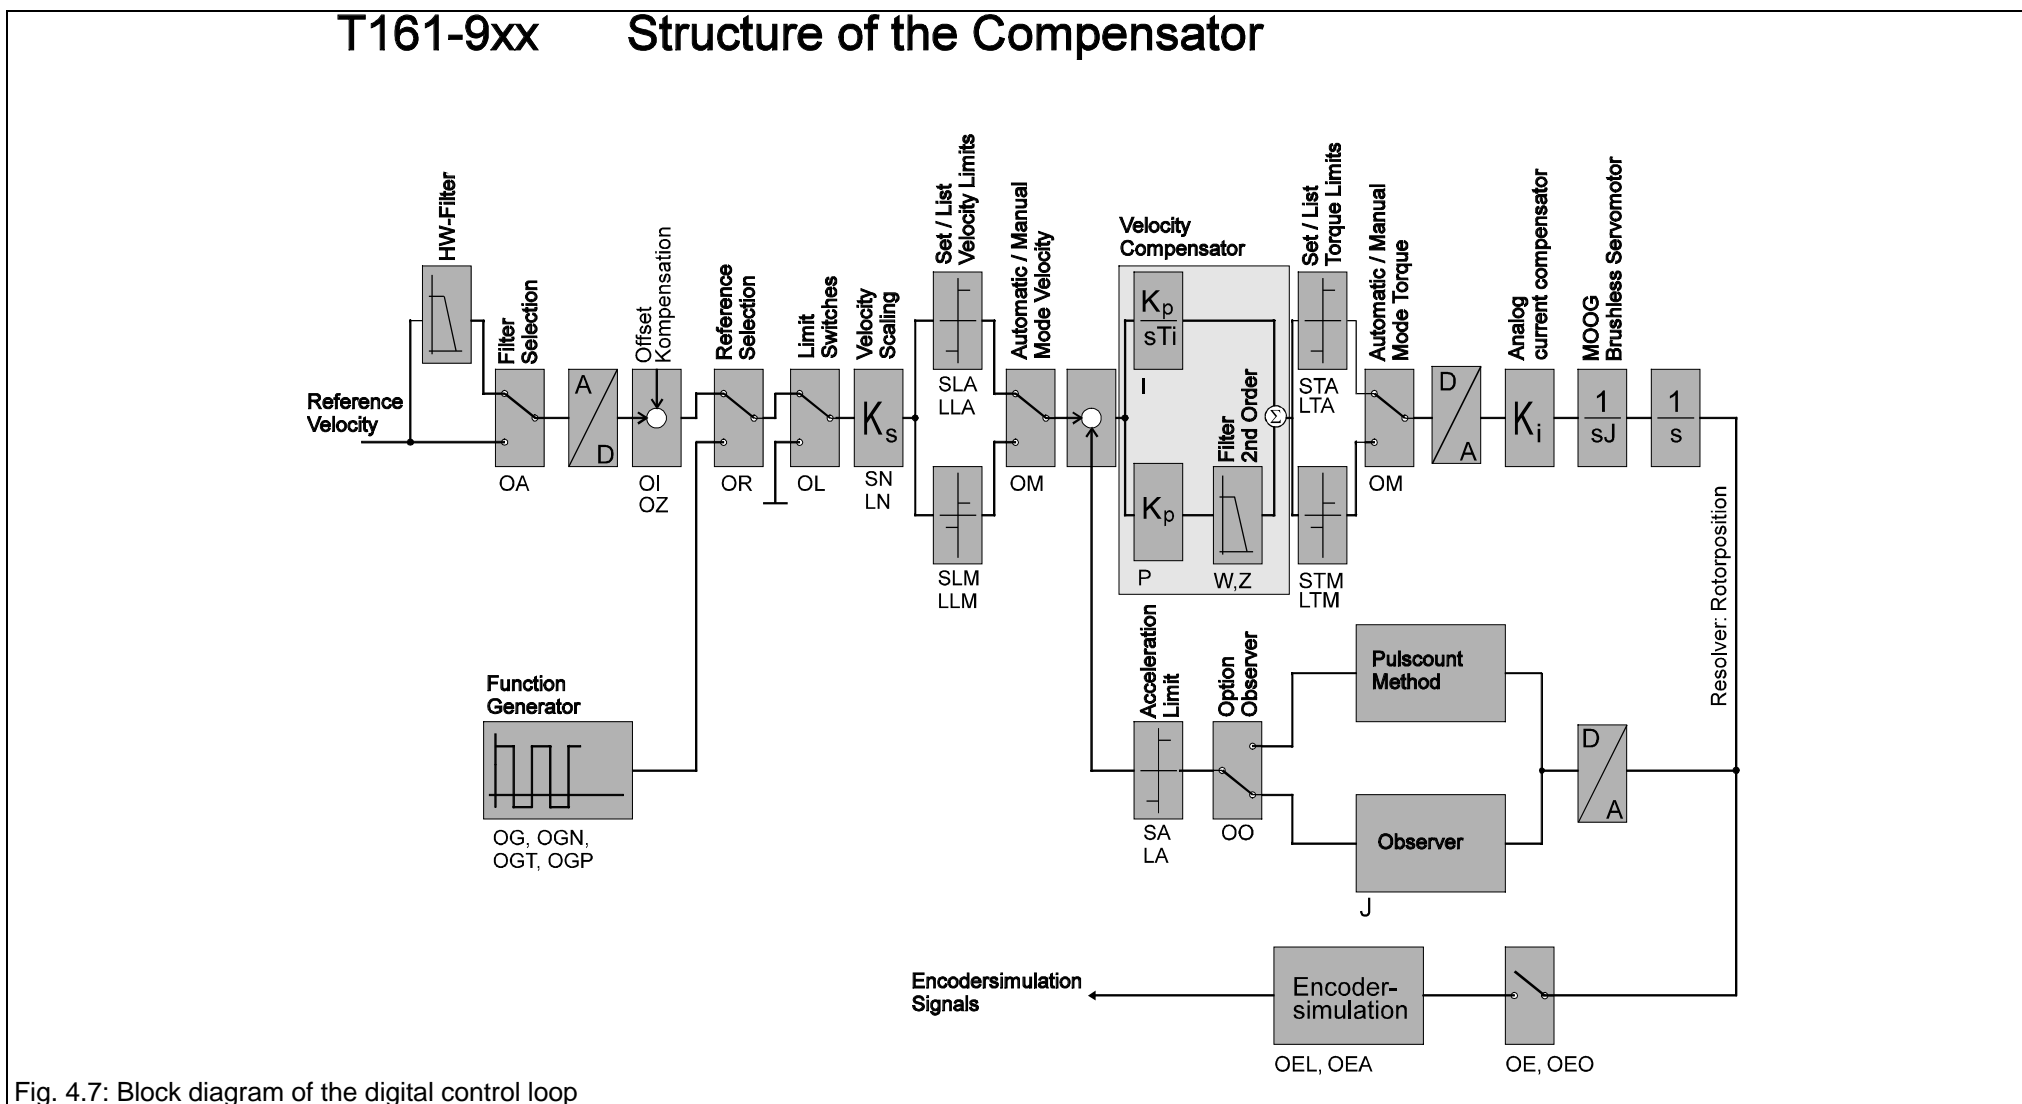 T161-9xx Structure of the Compensator
HW-Filter
Filter
Selection
Offset
Kompensation
Reference
Selection
Limit
Switches
Velocity
Scaling
Set / List
Velocity Limits
Automatic / Manual
Mode Velocity
Velocity
Compensator
Set / List
Torque Limits
Automatic / Manual
Mode Torque
Analog
current compensator
MOOG
Brushless Servomotor
Reference
Velocity
A
D
Ks
Kp
sTi
I
Kp
P
Filter
2nd Order
W,Z
Σ
D
A
Ki
1
sJ
1
s
OA
OI
OZ
OR
OL
SN
LN
SLA
LLA
SLM
LLM
OM
STA
LTA
STM
LTM
OM
Resolver: Rotorposition
Function
Generator
OG, OGN,
OGT, OGP
Acceleration
Limit
SA
LA
Option
Observer
OO
Pulscount
Method
Observer
J
D
A
Encodersimulation
Signals
Encoder-
simulation
OEL, OEA
OE, OEO
Fig. 4.7: Block diagram of the digital control loop